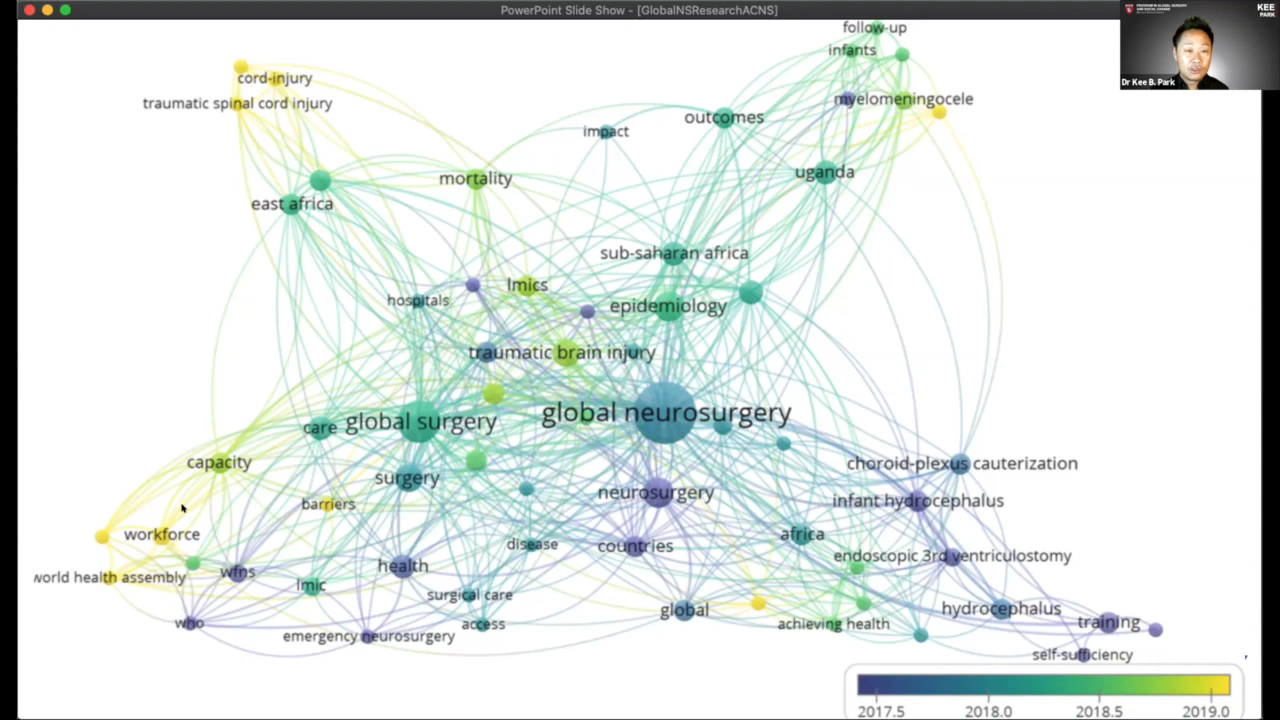 PowerPoint Slide Show - [GlobalNSResearchACNS]
KEE
PARK
Dr Kee B. Park
follow-up
infants
cord-injury
traumatic spinal cord injury
myelomeningocele
outcomes
impact
uganda
mortality
east africa
sub-saharan africa
lmics
hospitals
epidemiology
traumatic brain injury
global neurosurgery
care
global surgery
capacity
choroid-plexus cauterization
surgery
neurosurgery
infant hydrocephalus
barriers
workforce
africa
disease
countries
endoscopic 3rd ventriculostomy
health
wfns
world health assembly
lmic
surgical care
hydrocephalus
global
who
access
achieving health
training
emergency neurosurgery
self-sufficiency
2017.5 2018.0 2018.5 2019.0